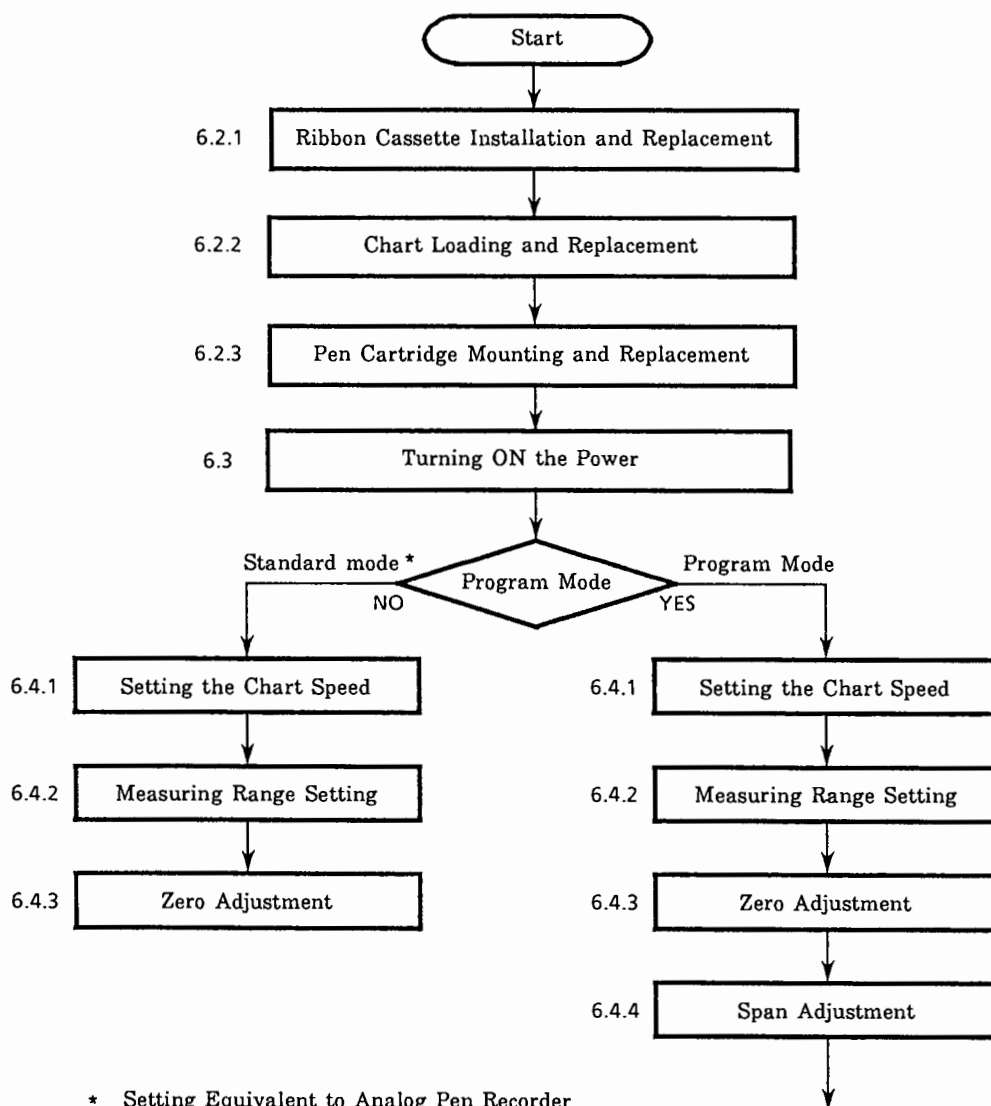 Start
6.2.1 Ribbon Cassette Installation and Replacement
6.2.2 Chart Loading and Replacement
6.2.3 Pen Cartridge Mounting and Replacement
6.3 Turning ON the Power
Standard mode * Program Mode Program Mode
NO YES
6.4.1 Setting the Chart Speed 6.4.1 Setting the Chart Speed
6.4.2 Measuring Range Setting 6.4.2 Measuring Range Setting
6.4.3 Zero Adjustment 6.4.3 Zero Adjustment
6.4.4 Span Adjustment
* Setting Equivalent to Analog Pen Recorder